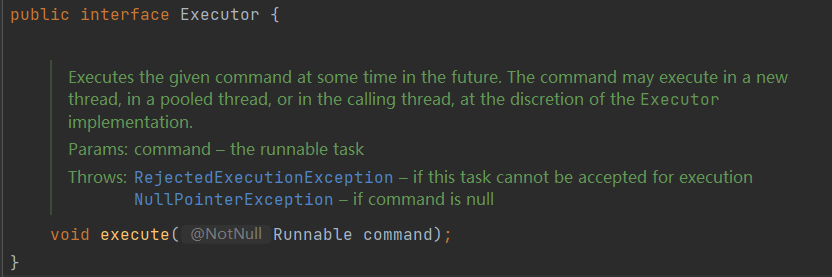 public interface Executor {
Executes the given command at some time in the future. The command may execute in a new
thread, in a pooled thread, or in the calling thread, at the discretion of the Executor
implementation.
Params: command – the runnable task
Throws: RejectedExecutionException – if this task cannot be accepted for execution
NullPointerException – if command is null
void execute( @NotNull Runnable command);
}